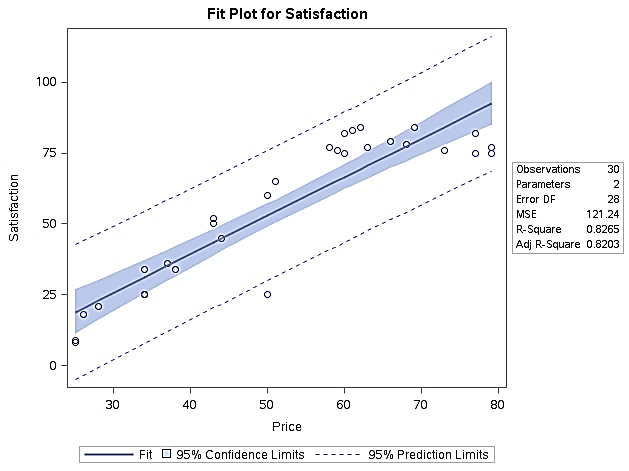 Fit Plot for Satisfaction
100
75
50
25
0
Satisfaction
30 40 50 60 70 80
Price
Observations 30
Parameters 2
Error DF 28
MSE 121.24
R-Square 0.8265
Adj R-Square 0.8203
Fit 95% Confidence Limits 95% Prediction Limits